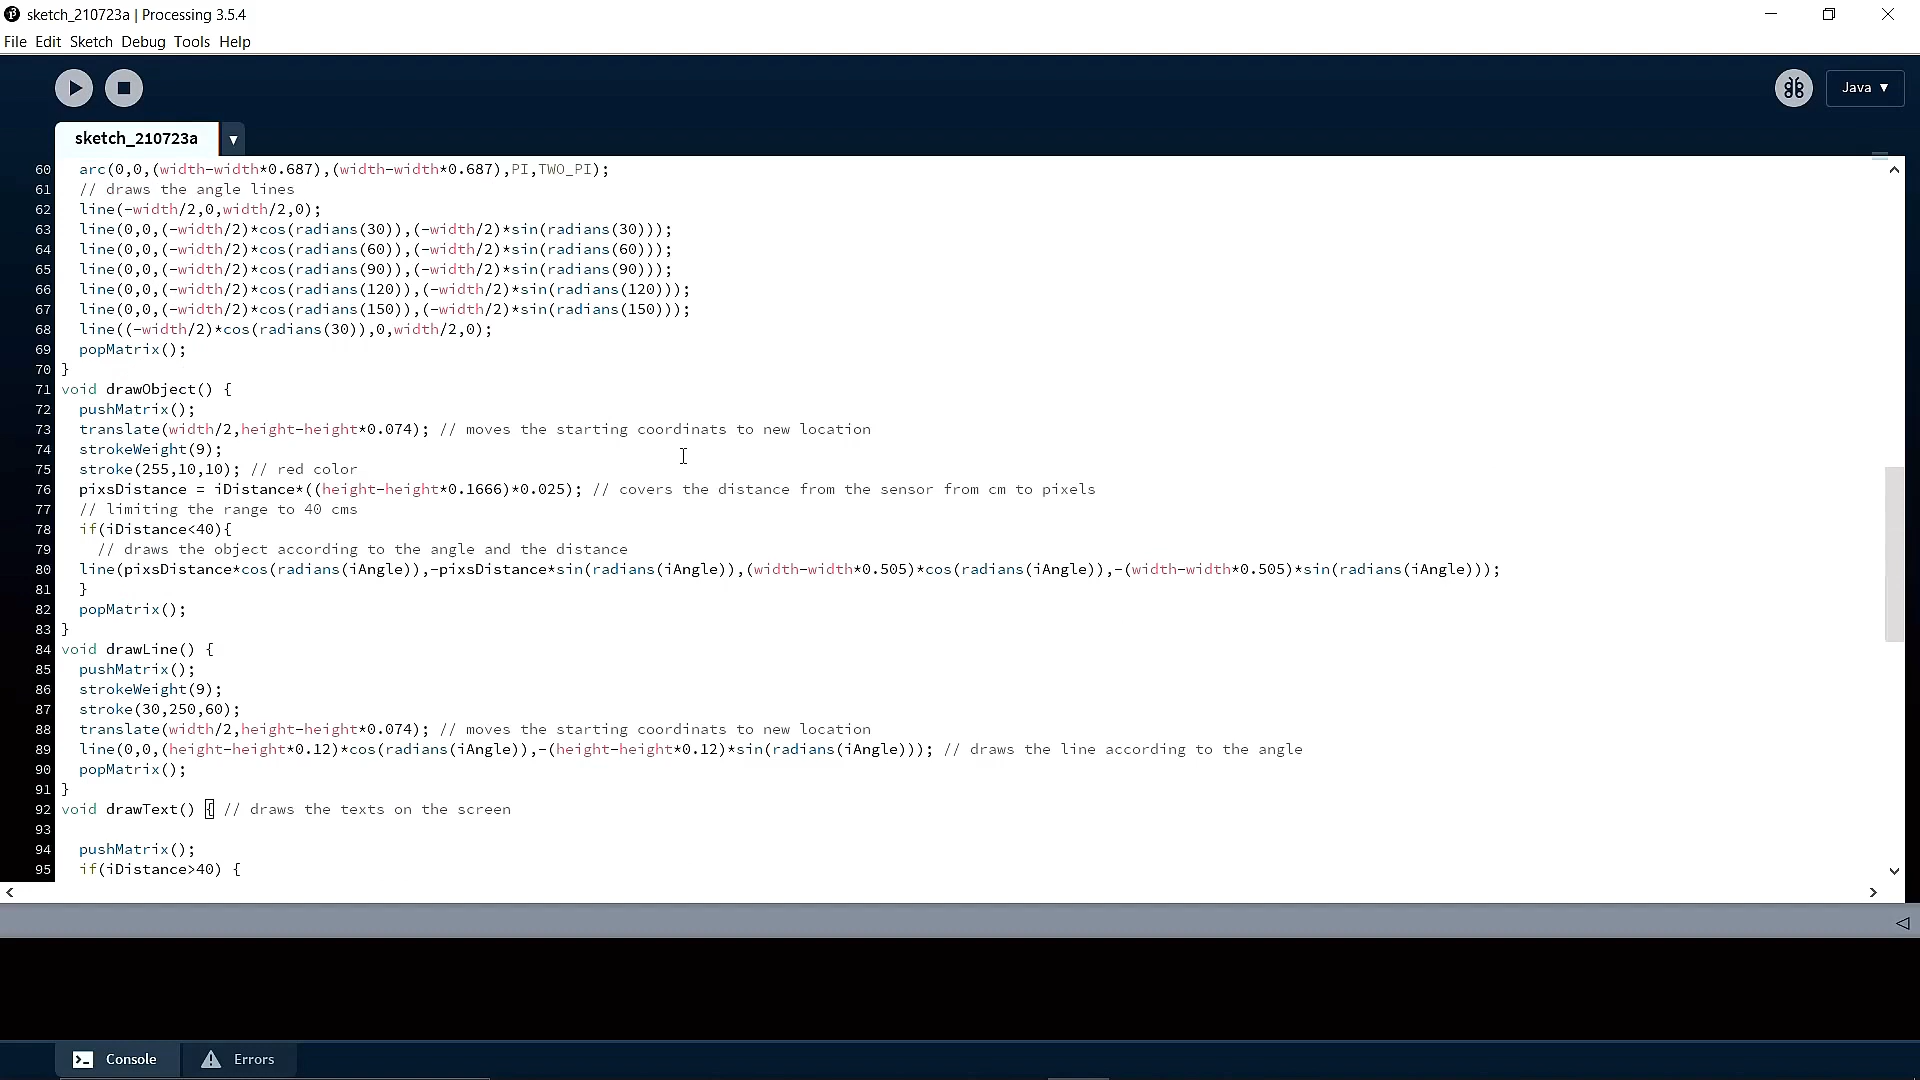 sketch_210723a | Processing 3.5.4
File Edit Sketch Debug Tools Help
Java ▼
sketch_210723a ▼
60 arc(0,0,(width-width*0.687),(width-width*0.687),PI,TWO_PI);
61 // draws the angle lines
62 line(-width/2,0,width/2,0);
63 line(0,0,(-width/2)*cos(radians(30)),(-width/2)*sin(radians(30)));
64 line(0,0,(-width/2)*cos(radians(60)),(-width/2)*sin(radians(60)));
65 line(0,0,(-width/2)*cos(radians(90)),(-width/2)*sin(radians(90)));
66 line(0,0,(-width/2)*cos(radians(120)),(-width/2)*sin(radians(120)));
67 line(0,0,(-width/2)*cos(radians(150)),(-width/2)*sin(radians(150)));
68 line((-width/2)*cos(radians(30)),0,width/2,0);
69 popMatrix();
70 }
71 void drawObject() {
72 pushMatrix();
73 translate(width/2,height-height*0.074); // moves the starting coordinats to new location
74 strokeWeight(9);
75 stroke(255,10,10); // red color
76 pixsDistance = iDistance*((height-height*0.1666)*0.025); // covers the distance from the sensor from cm to pixels
77 // limiting the range to 40 cms
78 if(iDistance<40){
79 // draws the object according to the angle and the distance
80 line(pixsDistance*cos(radians(iAngle)),-pixsDistance*sin(radians(iAngle)),(width-width*0.505)*cos(radians(iAngle)),-(width-width*0.505)*sin(radians(iAngle)));
81 }
82 popMatrix();
83 }
84 void drawLine() {
85 pushMatrix();
86 strokeWeight(9);
87 stroke(30,250,60);
88 translate(width/2,height-height*0.074); // moves the starting coordinats to new location
89 line(0,0,(height-height*0.12)*cos(radians(iAngle)),-(height-height*0.12)*sin(radians(iAngle))); // draws the line according to the angle
90 popMatrix();
91 }
92 void drawText() { // draws the texts on the screen
93
94 pushMatrix();
95 if(iDistance>40) {
Console Errors